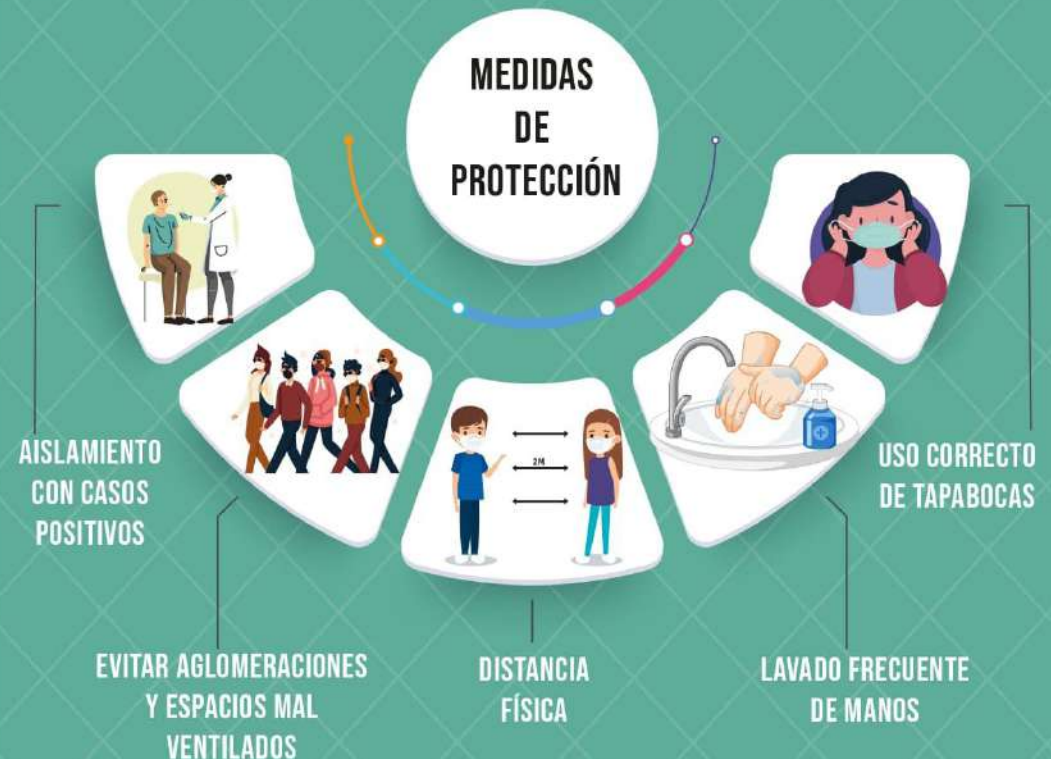 MEDIDAS
DE
PROTECCIÓN
AISLAMIENTO
CON CASOS
POSITIVOS
EVITAR AGLOMERACIONES
Y ESPACIOS MAL
VENTILADOS
2M
DISTANCIA
FÍSICA
LAVADO FRECUENTE
DE MANOS
USO CORRECTO
DE TAPABOCAS